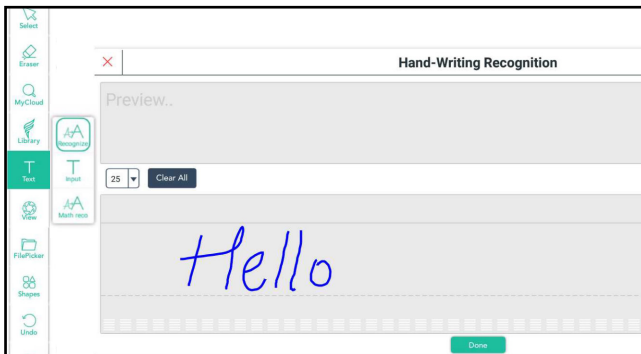 Select
Eraser
MyCloud
Library
Text
View
FilePicker
Shapes
Undo
Recognize
Input
Math reco
Hand-Writing Recognition
Preview..
25
Clear All
Hello
Done